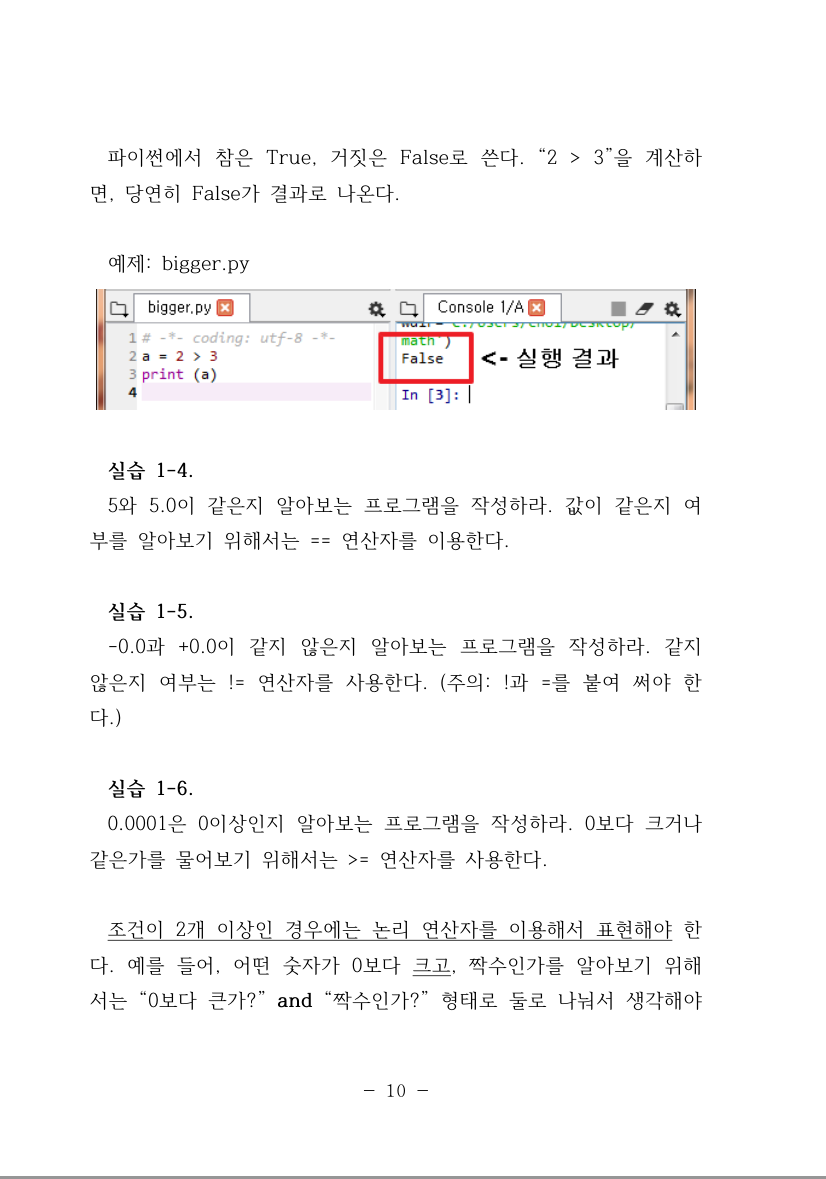 파이썬에서 참은 True, 거짓은 False로 쓴다. “2 > 3”을 계산하
면, 당연히 False가 결과로 나온다.
예제: bigger.py
bigger.py
1 # -*- coding: utf-8 -*-
2 a = 2 > 3
3 print (a)
4
Console 1/A
wdir='C:/Users/choi/Desktop/
math')
False
<- 실행 결과
In [3]:
실습 1-4.
5와 5.0이 같은지 알아보는 프로그램을 작성하라. 값이 같은지 여
부를 알아보기 위해서는 == 연산자를 이용한다.
실습 1-5.
-0.0과 +0.0이 같지 않은지 알아보는 프로그램을 작성하라. 같지
않은지 여부는 != 연산자를 사용한다. (주의: !과 =를 붙여 써야 한
다.)
실습 1-6.
0.0001은 0이상인지 알아보는 프로그램을 작성하라. 0보다 크거나
같은가를 물어보기 위해서는 >= 연산자를 사용한다.
조건이 2개 이상인 경우에는 논리 연산자를 이용해서 표현해야 한
다. 예를 들어, 어떤 숫자가 0보다 크고, 짝수인가를 알아보기 위해
서는 “0보다 큰가?” and “짝수인가?” 형태로 둘로 나눠서 생각해야
- 10 -